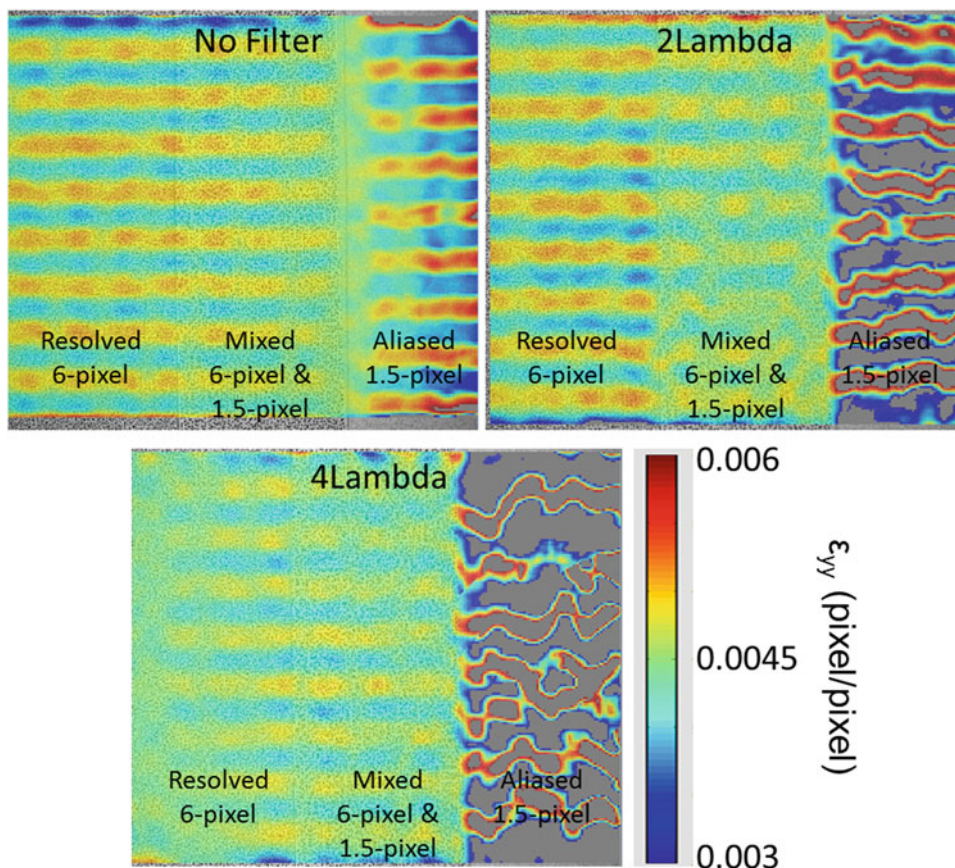 No Filter
Resolved
6-pixel
Mixed
6-pixel &
1.5-pixel
Aliased
1.5-pixel
2Lambda
Resolved
6-pixel
Mixed
6-pixel &
1.5-pixel
Aliased
1.5-pixel
4Lambda
Resolved
6-pixel
Mixed
6-pixel &
1.5-pixel
Aliased
1.5-pixel
0.006
0.0045
0.003
εyy (pixel/pixel)